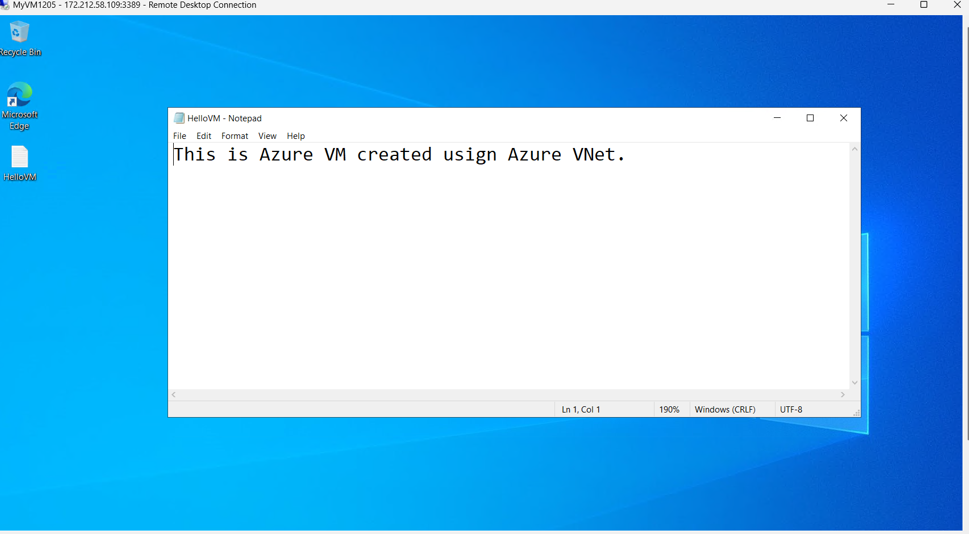 MyVM1205 - 172.212.58.109:3389 - Remote Desktop Connection
Recycle Bin
Microsoft
Edge
HelloVM
HelloVM - Notepad
File Edit Format View Help
This is Azure VM created usign Azure VNet.
Ln 1, Col 1 190% Windows (CRLF) UTF-8